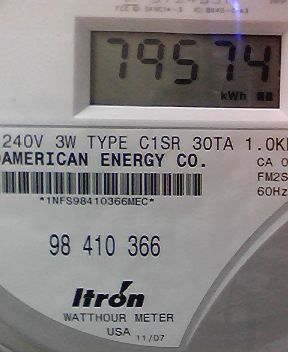 79574
kWh
240V 3W TYPE C1SR 30TA 1.0K
AMERICAN ENERGY CO.
CA 0
FM2S
60Hz
*1NFS98410366MEC*
98 410 366
Itron
WATTHOUR METER
USA 11/07